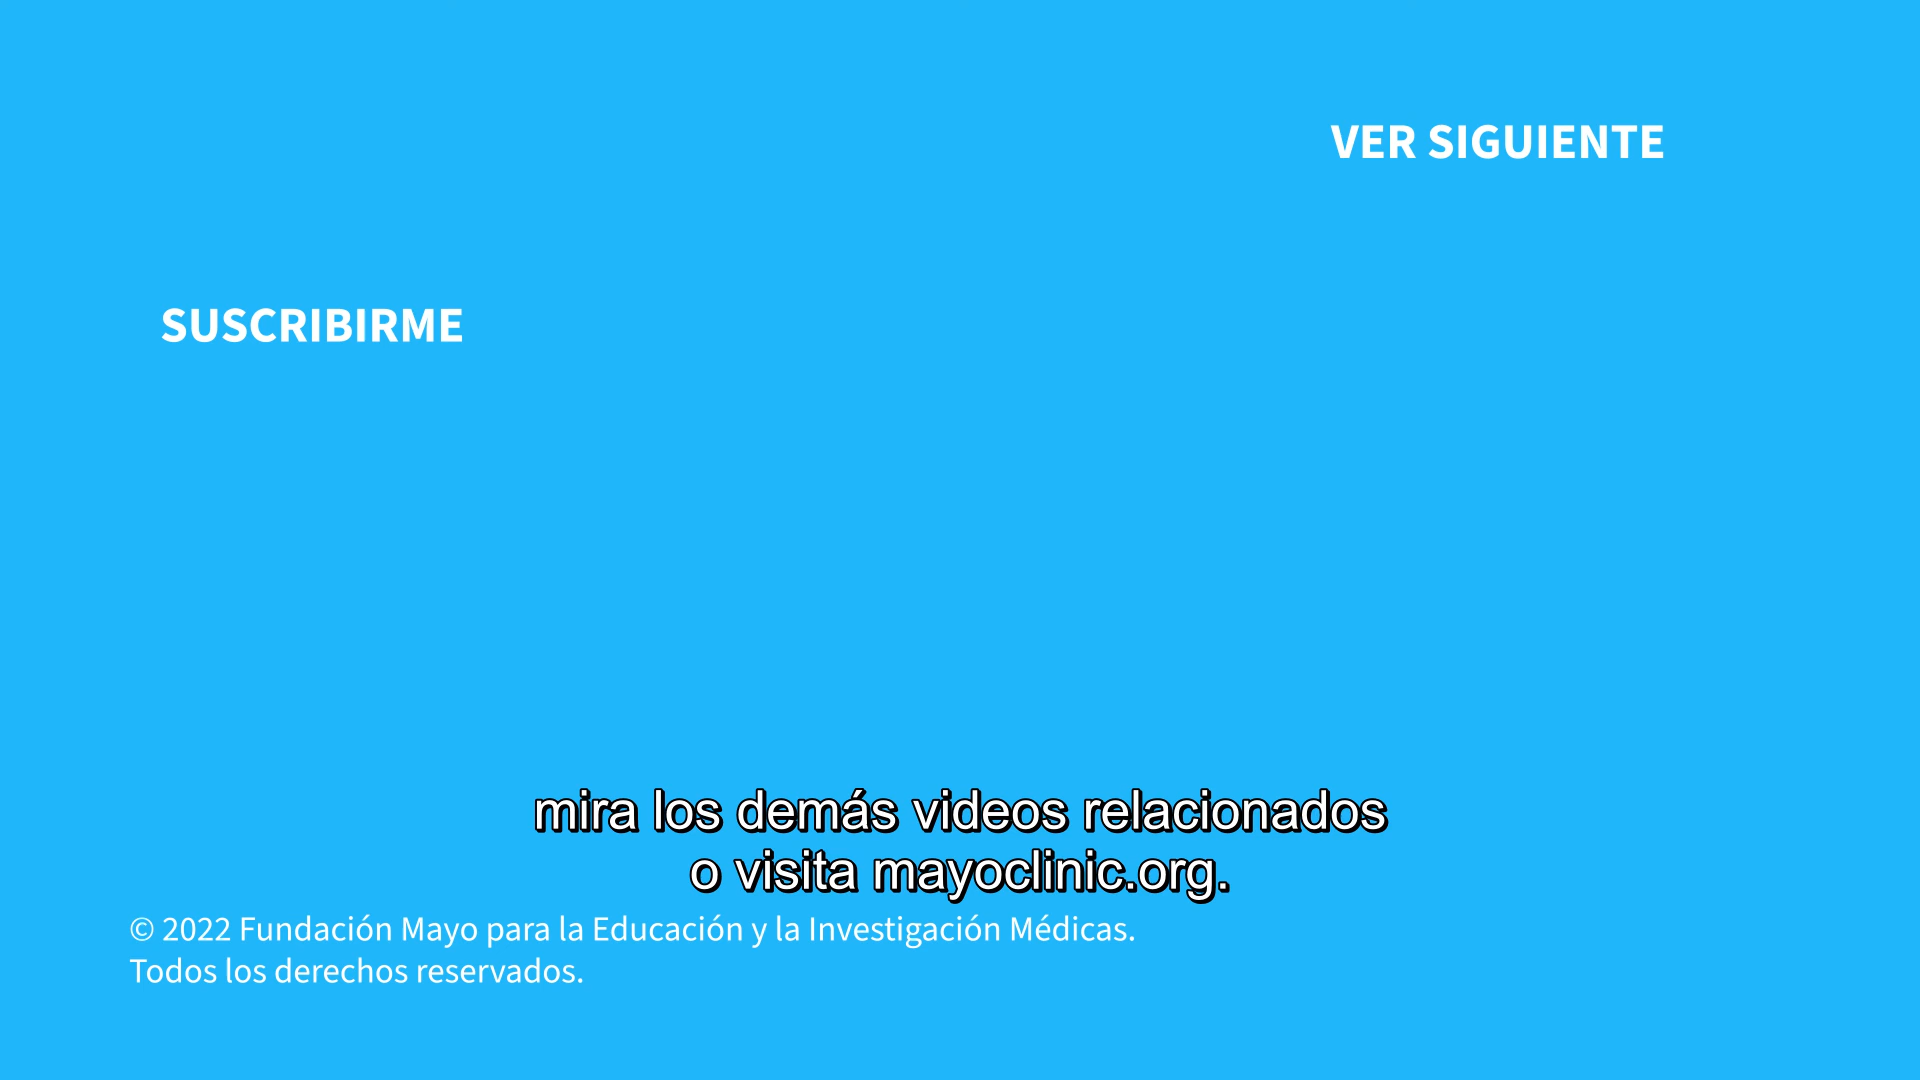 VER SIGUIENTE
SUSCRIBIRME
mira los demás videos relacionados
o visita mayoclinic.org.
© 2022 Fundación Mayo para la Educación y la Investigación Médicas.
Todos los derechos reservados.